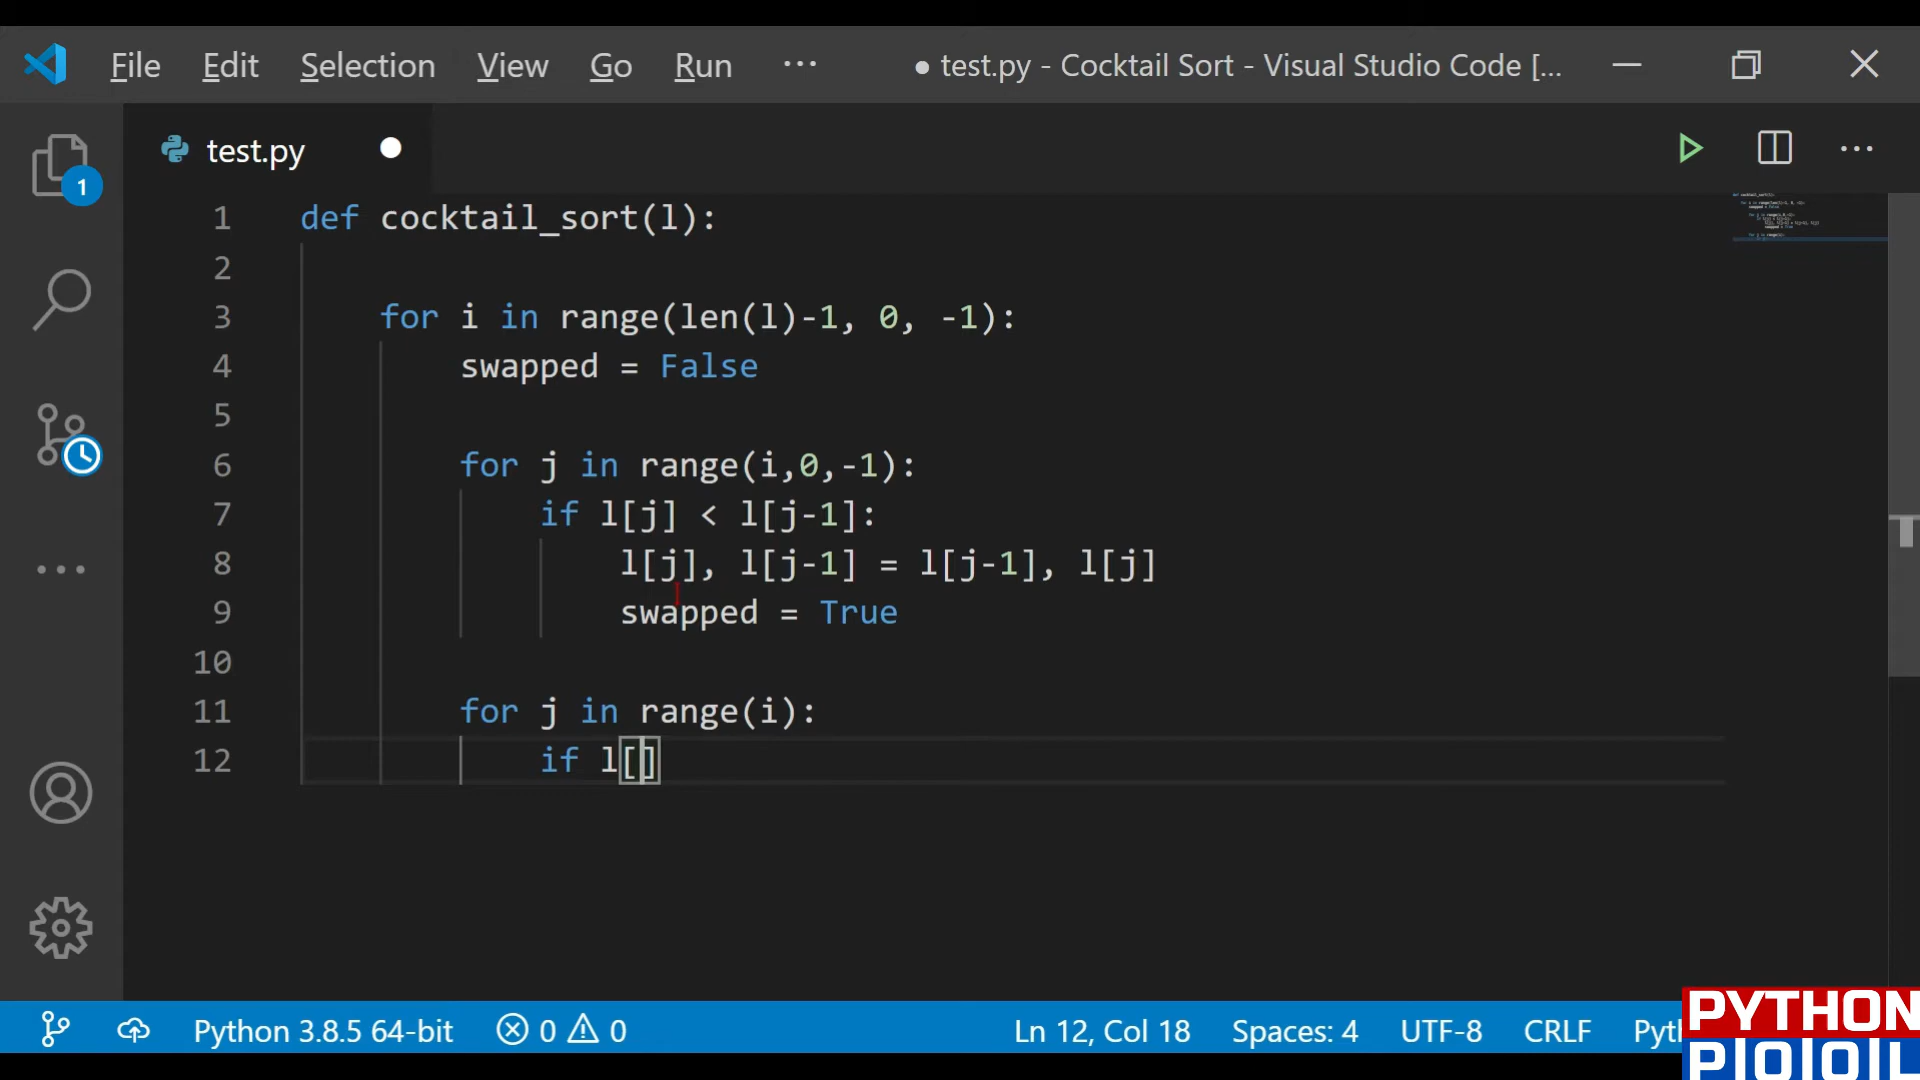 File Edit Selection View Go Run ··· ● test.py - Cocktail Sort - Visual Studio Code [...
test.py
1 def cocktail_sort(l):
2
3 for i in range(len(l)-1, 0, -1):
4 swapped = False
5
6 for j in range(i,0,-1):
7 if l[j] < l[j-1]:
8 l[j], l[j-1] = l[j-1], l[j]
9 swapped = True
10
11 for j in range(i):
12 if l[]
1
Python 3.8.5 64-bit 0 0 Ln 12, Col 18 Spaces: 4 UTF-8 CRLF
PYTHON
POOL